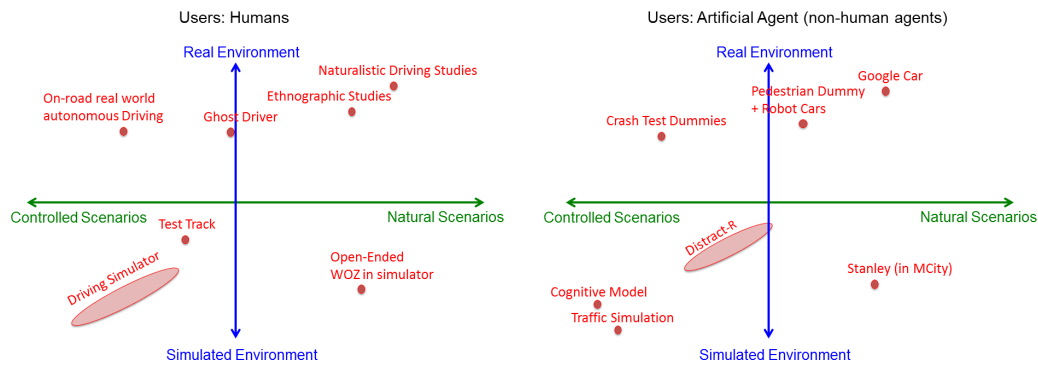 Users: Humans
Real Environment
Naturalistic Driving Studies
Ethnographic Studies
On-road real world
autonomous Driving
Ghost Driver
Controlled Scenarios
Natural Scenarios
Test Track
Driving Simulator
Open-Ended
WOZ in simulator
Simulated Environment
Users: Artificial Agent (non-human agents)
Real Environment
Google Car
Pedestrian Dummy
+ Robot Cars
Crash Test Dummies
Controlled Scenarios
Natural Scenarios
Distract-R
Stanley (in MCity)
Cognitive Model
Traffic Simulation
Simulated Environment